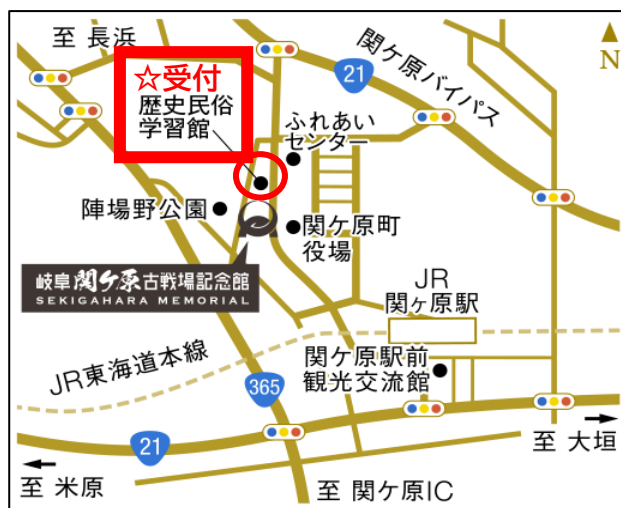 至 長浜
☆受付
歴史民俗
学習館
21
関ケ原バイパス
N
ふれあい
センター
陣場野公園
関ケ原町
役場
岐阜関ケ原古戦場記念館
SEKIGAHARA MEMORIAL
JR
関ケ原駅
JR東海道本線
関ケ原駅前
観光交流館
365
21
至 大垣
至 米原
至 関ケ原IC